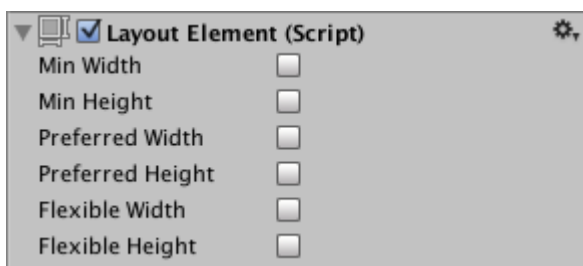 Layout Element (Script)
Min Width
Min Height
Preferred Width
Preferred Height
Flexible Width
Flexible Height